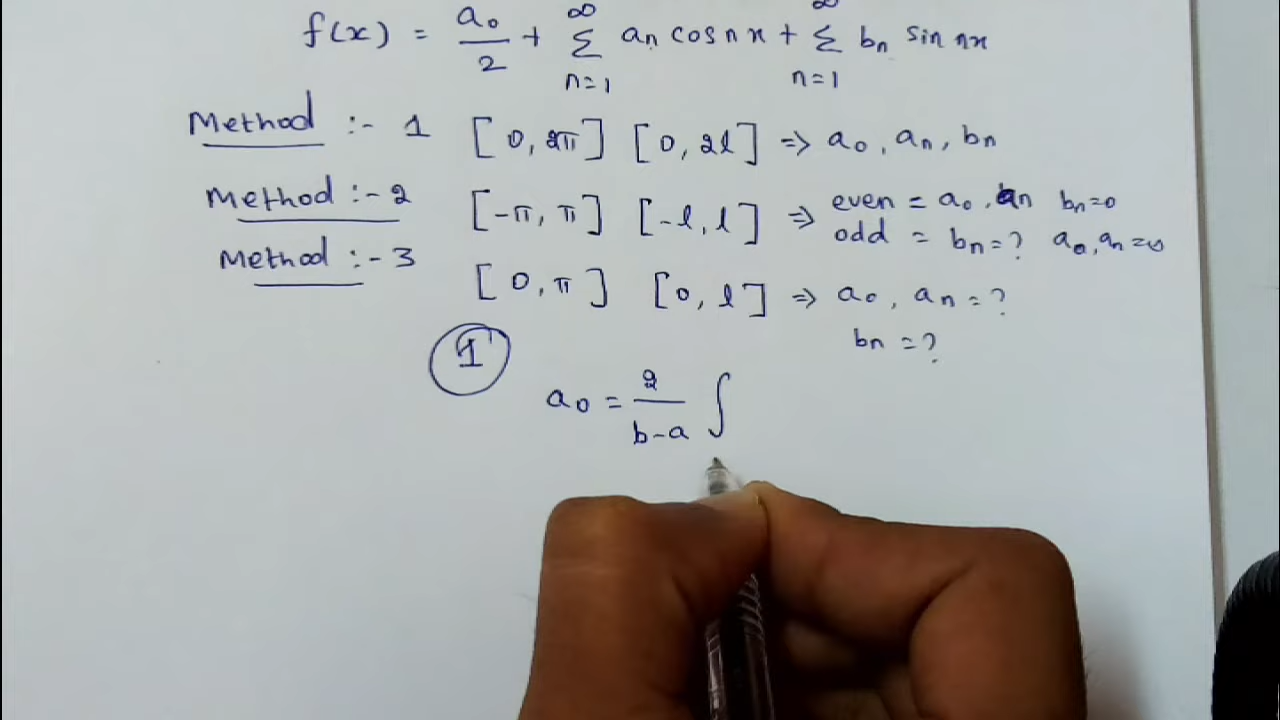 f(x) = a₀/2 + ∞ Σ n=1 aₙ cos nx + ∞ Σ n=1 bₙ sin nx
Method :- 1 [0, 2π] [0, 2l] ⇒ a₀, aₙ, bₙ
Method :- 2 [-π, π] [-l, l] ⇒ even = a₀, aₙ bₙ=0
odd = bₙ=? a₀, aₙ=0
Method :- 3 [0, π] [0, l] ⇒ a₀, aₙ=?
bₙ=?
1
a₀ = 2/b-a ∫